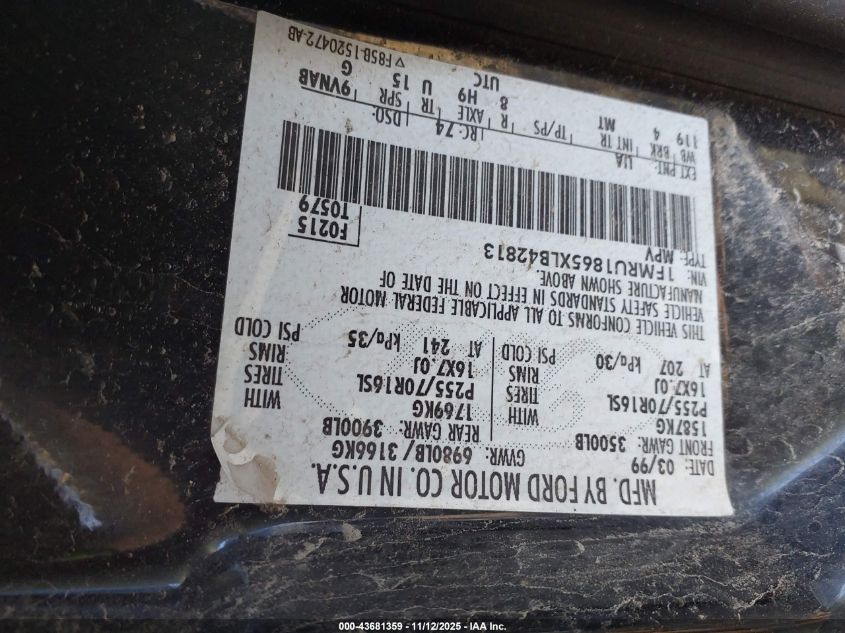 MFD. BY FORD MOTOR CO. IN U.S.A.
DATE: 03/99 GVWR: 6980LB/ 3166KG
FRONT GAWR: 3500LB REAR GAWR: 3900LB
1587KG WITH 1769KG WITH
P255/70R16SL TIRES P255/70R16SL TIRES
16X7.0J RINS 16X7.0J RINS
AT 207 kPa/30 PSI COLD AT 241 kPa/35 PSI COLD
THIS VEHICLE CONFORMS TO ALL APPLICABLE FEDERAL MOTOR
VEHICLE SAFETY STANDARDS IN EFFECT ON THE DATE OF
MANUFACTURE SHOWN ABOVE.
VIN: 1FMRU1865XLB42813
TYPE: MPV
F0215
T0579
EXT PNT: UA RC: 74 DSO:
WB BRK INT TR TP/PS R AXLE TR SPR 9VNAB
119 4 MT 8 H9 U 15 G
UTC
▽F85B-1520472-AB
000-43681359 - 11/12/2025 - IAA Inc.